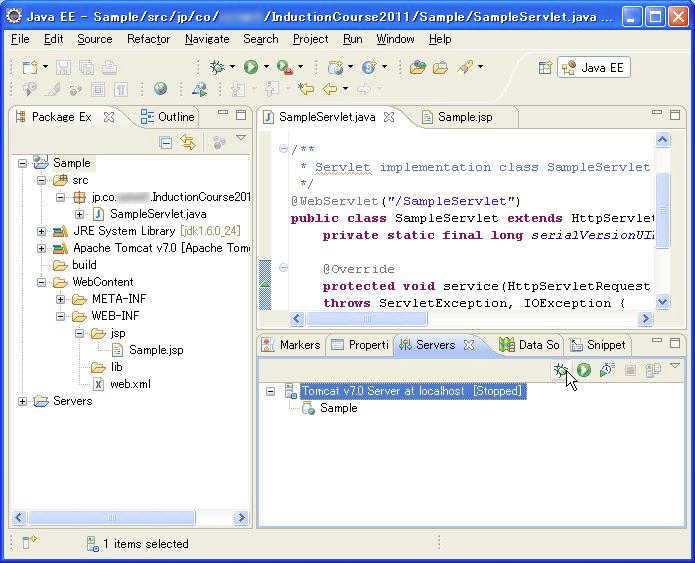 Java EE - Sample/src/jp/co/ /InductionCourse2011/Sample/SampleServlet.java ...
File Edit Source Refactor Navigate Search Project Run Window Help
Java EE
Package Ex Outline
SampleServlet.java Sample.jsp
Sample
src
jp.co. .InductionCourse201
SampleServlet.java
JRE System Library [jdk1.6.0_24]
Apache Tomcat v7.0 [Apache Tom
build
WebContent
META-INF
WEB-INF
jsp
Sample.jsp
lib
web.xml
Servers
/**
* Servlet implementation class SampleServlet
*/
@WebServlet("/SampleServlet")
public class SampleServlet extends HttpServlet
private static final long serialVersionUI
@Override
protected void service(HttpServletRequest
throws ServletException, IOException {
Markers Properti Servers Data So Snippet
Tomcat v7.0 Server at localhost [Stopped]
Sample
1 items selected